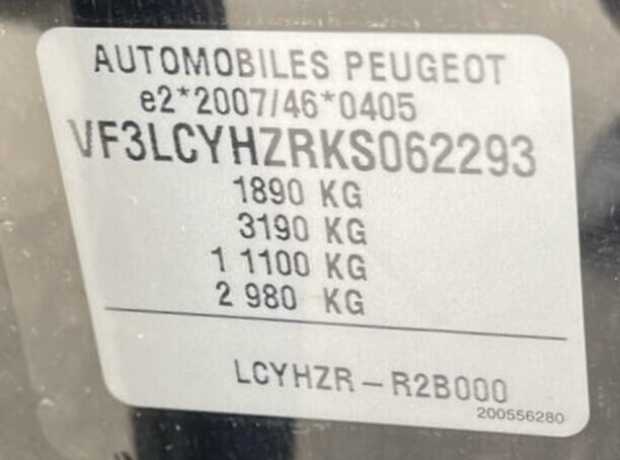 AUTOMOBILES PEUGEOT
e2*2007/46*0405
VF3LCYHZRKS062293
1890 KG
3190 KG
1 1100 KG
2 980 KG
LCYHZR-R2B000
200556280